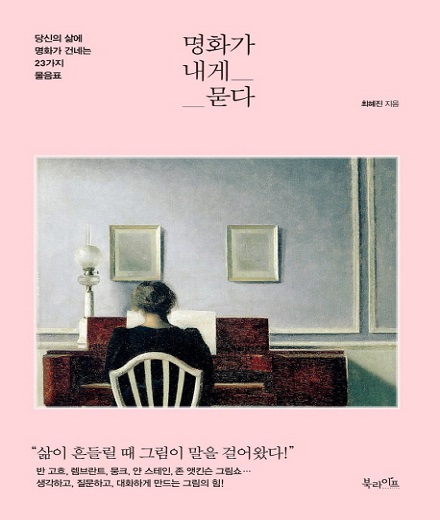 당신의 삶에
명화가 건네는
23가지
물음표
명화가
내게
묻다
최혜진 지음
“삶이 흔들릴 때 그림이 말을 걸어왔다!”
반 고흐, 렘브란트, 뭉크, 얀 스테인, 존 앳킨슨 그림쇼…
생각하고, 질문하고, 대화하게 만드는 그림의 힘!
북라이프